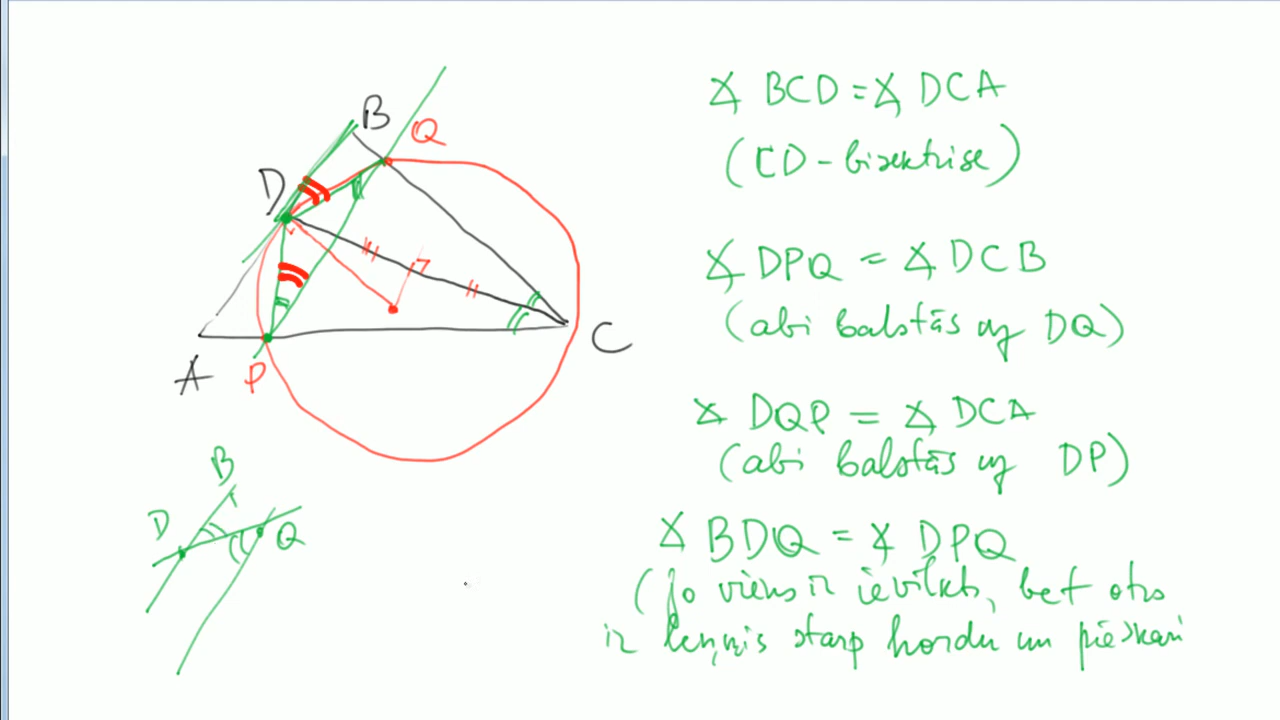 B
Q
D
A
P
C
B
D
Q
∡ BCD = ∡ DCA
(CD - bisektrise)
∡ DPQ = ∡ DCB
(abi balstās uz DQ)
∡ DQP = ∡ DCA
(abi balstās uz DP)
∡ BDQ = ∡ DPQ
(jo viens ir ievilkts, bet otrs
ir leņķis starp hordu un pieskari